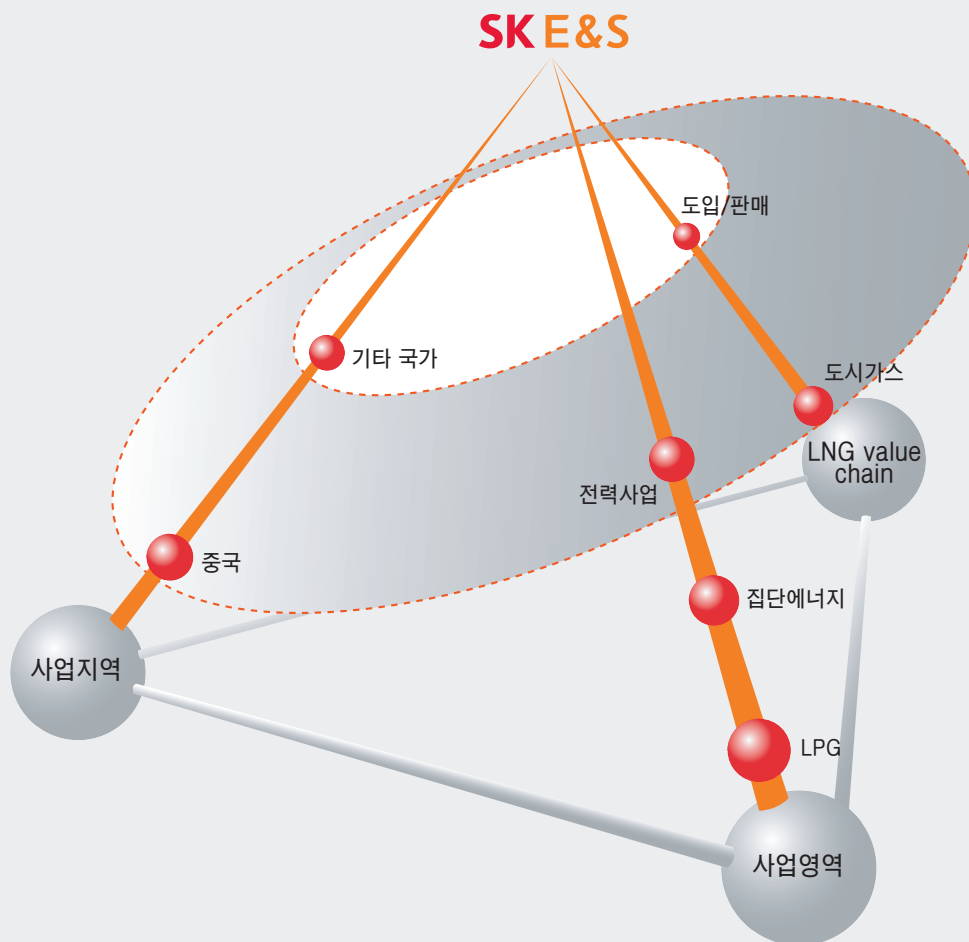 SK E&S
도입/판매
기타 국가
도시가스
LNG value
chain
전력사업
중국
집단에너지
사업지역
LPG
사업영역